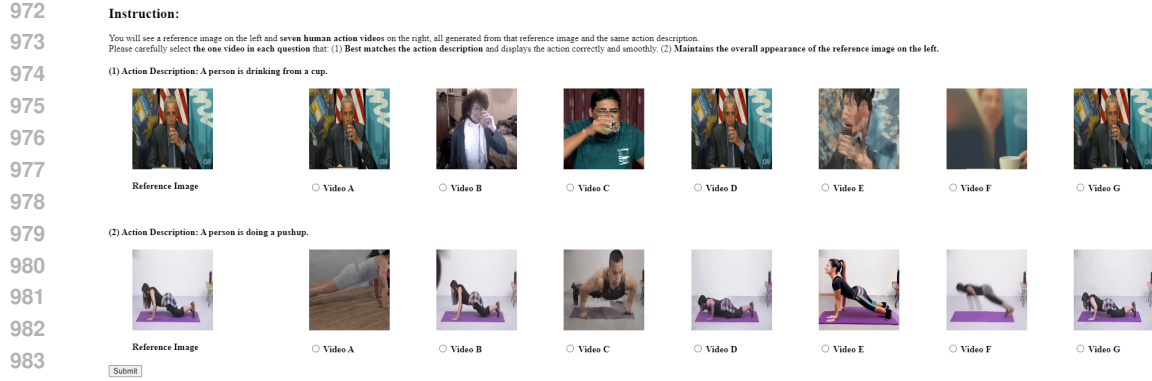 972
Instruction:
973
You will see a reference image on the left and seven human action videos on the right, all generated from that reference image and the same action description.
Please carefully select the one video in each question that: (1) Best matches the action description and displays the action correctly and smoothly. (2) Maintains the overall appearance of the reference image on the left.
974
(1) Action Description: A person is drinking from a cup.
975
976
977
CNN CNN CNN CNN
978
Reference Image Video A Video B Video C Video D Video E Video F Video G
979
(2) Action Description: A person is doing a pushup.
980
981
982
983
Reference Image Video A Video B Video C Video D Video E Video F Video G
Submit